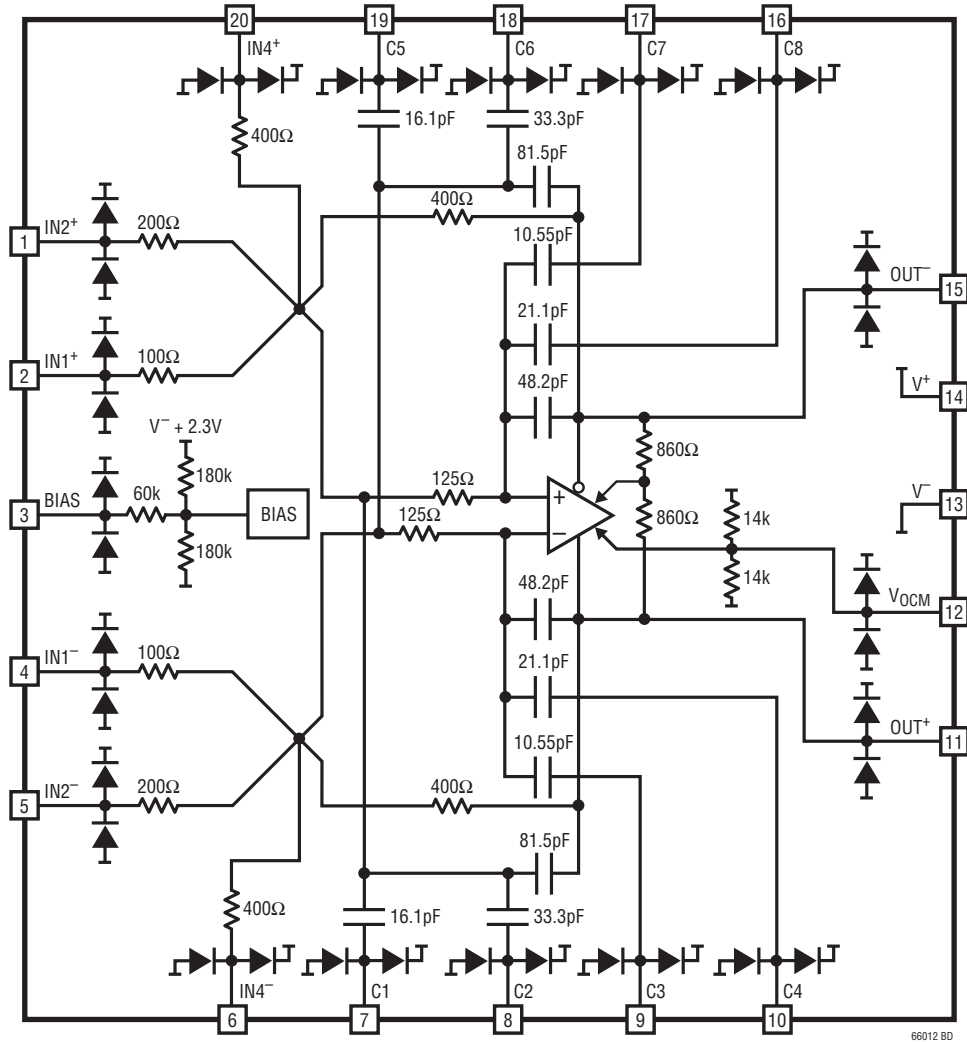 20 19 18 17 16
IN4+ C5 C6 C7 C8
400Ω 16.1pF 33.3pF
81.5pF
400Ω
1 IN2+ 200Ω
10.55pF
OUT− 15
21.1pF
2 IN1+ 100Ω
48.2pF
V+ 14
V− + 2.3V
860Ω
180k
125Ω
3 BIAS 60k BIAS
+
V− 13
125Ω
−
860Ω 14k
180k
14k
48.2pF
VOCM 12
4 IN1− 100Ω
21.1pF
OUT+ 11
10.55pF
5 IN2− 200Ω
400Ω
81.5pF
400Ω 16.1pF 33.3pF
IN4− C1 C2 C3 C4
6 7 8 9 10
66012 BD